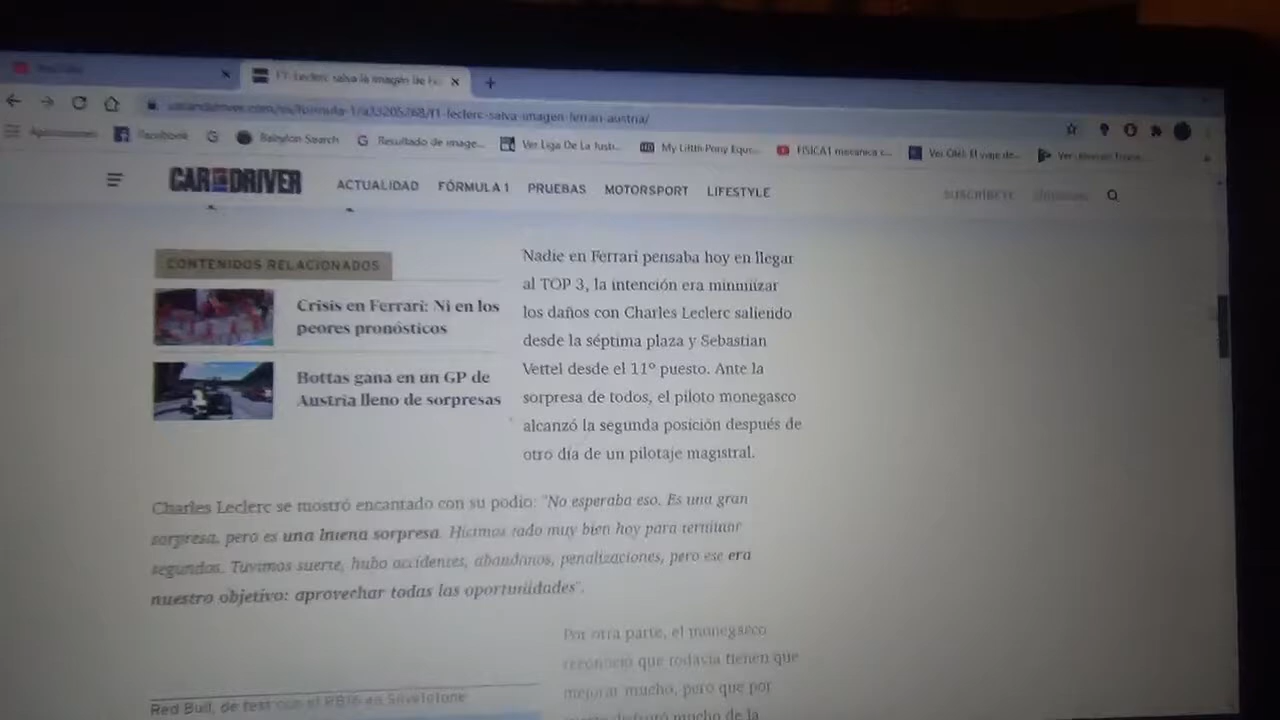 F1: Leclerc salva la imagen de
caranddriver.com/es/formula-1/a33205768/f1-leclerc-salva-imagen-ferrari-austria/
Aplicaciones Facebook Babylon Search Resultado de image... Ver Liga De La Justi... My Little Pony Eques... FISICA1 mecanica c... Ver El viaje de...
CAR AND DRIVER ACTUALIDAD FÓRMULA 1 PRUEBAS MOTORSPORT LIFESTYLE SUSCRÍBETE
CONTENIDOS RELACIONADOS
Crisis en Ferrari: Ni en los
peores pronósticos
Bottas gana en un GP de
Austria lleno de sorpresas
Nadie en Ferrari pensaba hoy en llegar
al TOP 3, la intención era minmiizar
los daños con Charles Leclerc saliendo
desde la séptima plaza y Sebastian
Vettel desde el 11º puesto. Ante la
sorpresa de todos, el piloto monegasco
alcanzó la segunda posición después de
otro día de un pilotaje magistral.
Charles Leclerc se mostró encantado con su podio: "No esperaba eso. Es una gran
sorpresa, pero es una buena sorpresa. Hicimos todo muy bien hoy para terminar
segundos. Tuvimos suerte, hubo accidentes, abandonos, penalizaciones, pero ese era
nuestro objetivo: aprovechar todas las oportunidades".
Por otra parte, el monegasco
reconoció que todavía tienen que
mejorar mucho, pero que por
mucho de la
Red Bull, de test con el RB16 en Silverstone